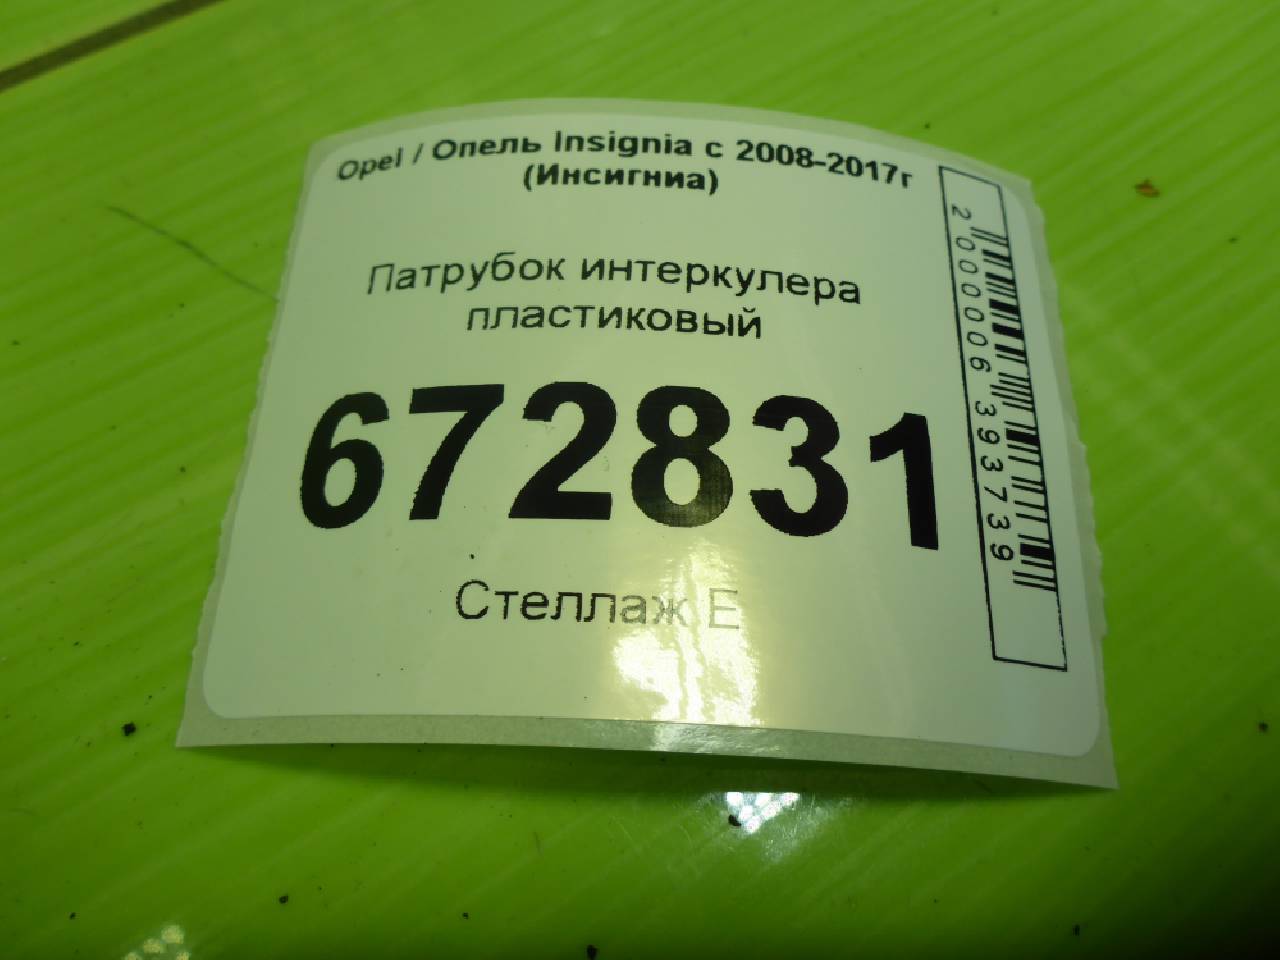 Opel / Опель Insignia с 2008-2017г
(Инсигниа)
Патрубок интеркулера
пластиковый
672831
Стеллаж Е
2000006393739